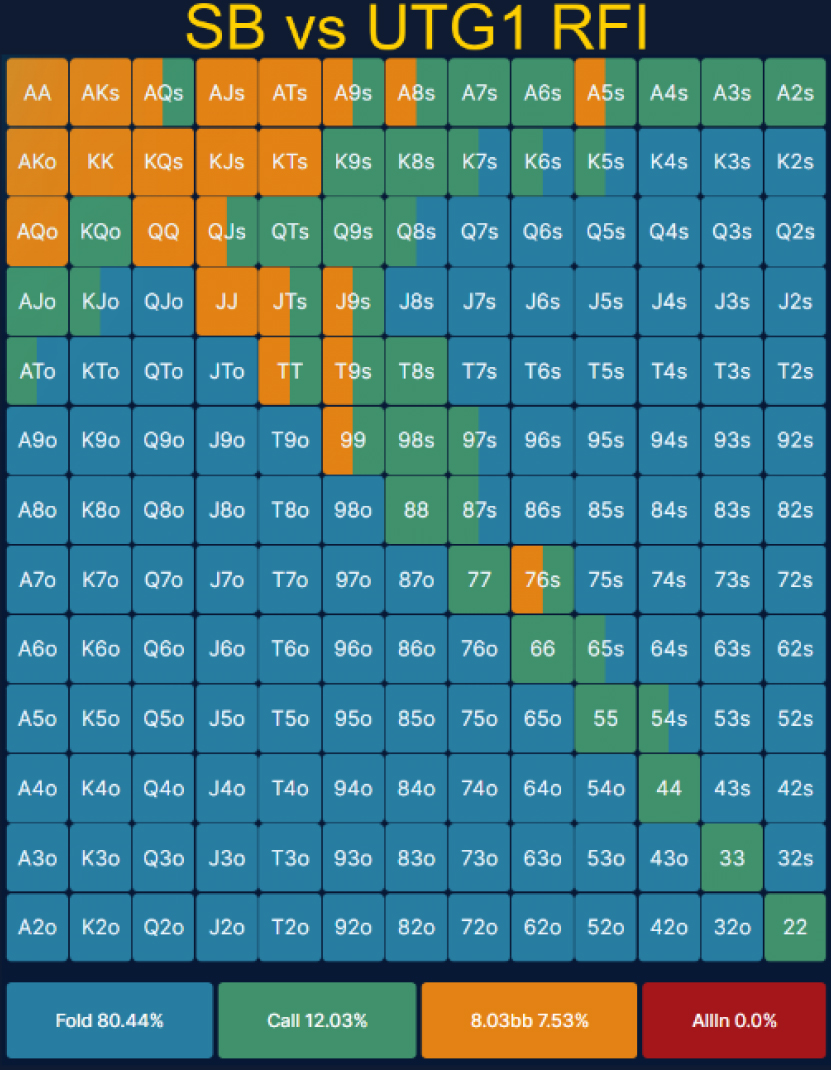 SB vs UTG1 RFI
AA AKs AQs AJs ATs A9s A8s A7s A6s A5s A4s A3s A2s
AKo KK KQs KJs KTs K9s K8s K7s K6s K5s K4s K3s K2s
AQo KQo QQ QJs QTs Q9s Q8s Q7s Q6s Q5s Q4s Q3s Q2s
AJo KJo QJo JJ JTs J9s J8s J7s J6s J5s J4s J3s J2s
ATo KTo QTo JTo TT T9s T8s T7s T6s T5s T4s T3s T2s
A9o K9o Q9o J9o T9o 99 98s 97s 96s 95s 94s 93s 92s
A8o K8o Q8o J8o T8o 98o 88 87s 86s 85s 84s 83s 82s
A7o K7o Q7o J7o T7o 97o 87o 77 76s 75s 74s 73s 72s
A6o K6o Q6o J6o T6o 96o 86o 76o 66 65s 64s 63s 62s
A5o K5o Q5o J5o T5o 95o 85o 75o 65o 55 54s 53s 52s
A4o K4o Q4o J4o T4o 94o 84o 74o 64o 54o 44 43s 42s
A3o K3o Q3o J3o T3o 93o 83o 73o 63o 53o 43o 33 32s
A2o K2o Q2o J2o T2o 92o 82o 72o 62o 52o 42o 32o 22
Fold 80.44% Call 12.03% 8.03bb 7.53% AllIn 0.0%